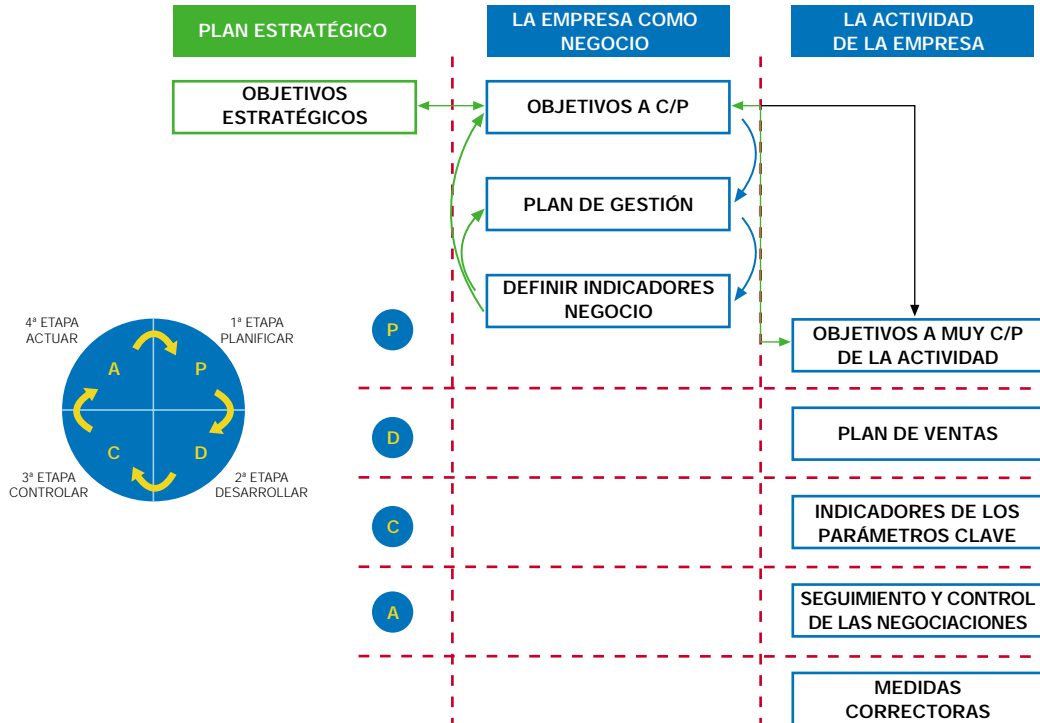 PLAN ESTRATÉGICO
LA EMPRESA COMO
NEGOCIO
LA ACTIVIDAD
DE LA EMPRESA
OBJETIVOS
ESTRATÉGICOS
OBJETIVOS A C/P
PLAN DE GESTIÓN
DEFINIR INDICADORES
NEGOCIO
4ª ETAPA
ACTUAR
1ª ETAPA
PLANIFICAR
A
P
C
D
3ª ETAPA
CONTROLAR
2ª ETAPA
DESARROLLAR
P
OBJETIVOS A MUY C/P
DE LA ACTIVIDAD
D
PLAN DE VENTAS
C
INDICADORES DE LOS
PARÁMETROS CLAVE
A
SEGUIMIENTO Y CONTROL
DE LAS NEGOCIACIONES
MEDIDAS
CORRECTORAS